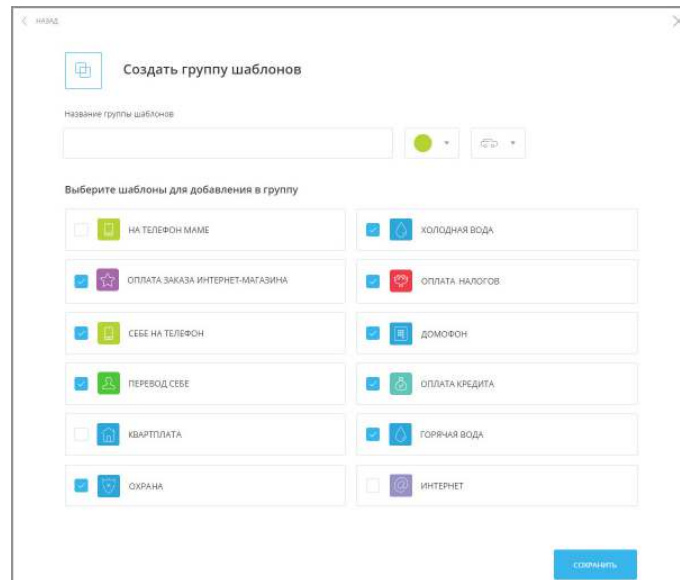 НАЗАД
Создать группу шаблонов
Название группы шаблонов
Выберите шаблоны для добавления в группу
НА ТЕЛЕФОН МАМЕ
ХОЛОДНАЯ ВОДА
ОПЛАТА ЗАКАЗА ИНТЕРНЕТ-МАГАЗИНА
ОПЛАТА НАЛОГОВ
СЕБЕ НА ТЕЛЕФОН
ДОМОФОН
ПЕРЕВОД СЕБЕ
ОПЛАТА КРЕДИТА
КВАРТПЛАТА
ГОРЯЧАЯ ВОДА
ОХРАНА
ИНТЕРНЕТ
СОХРАНИТЬ